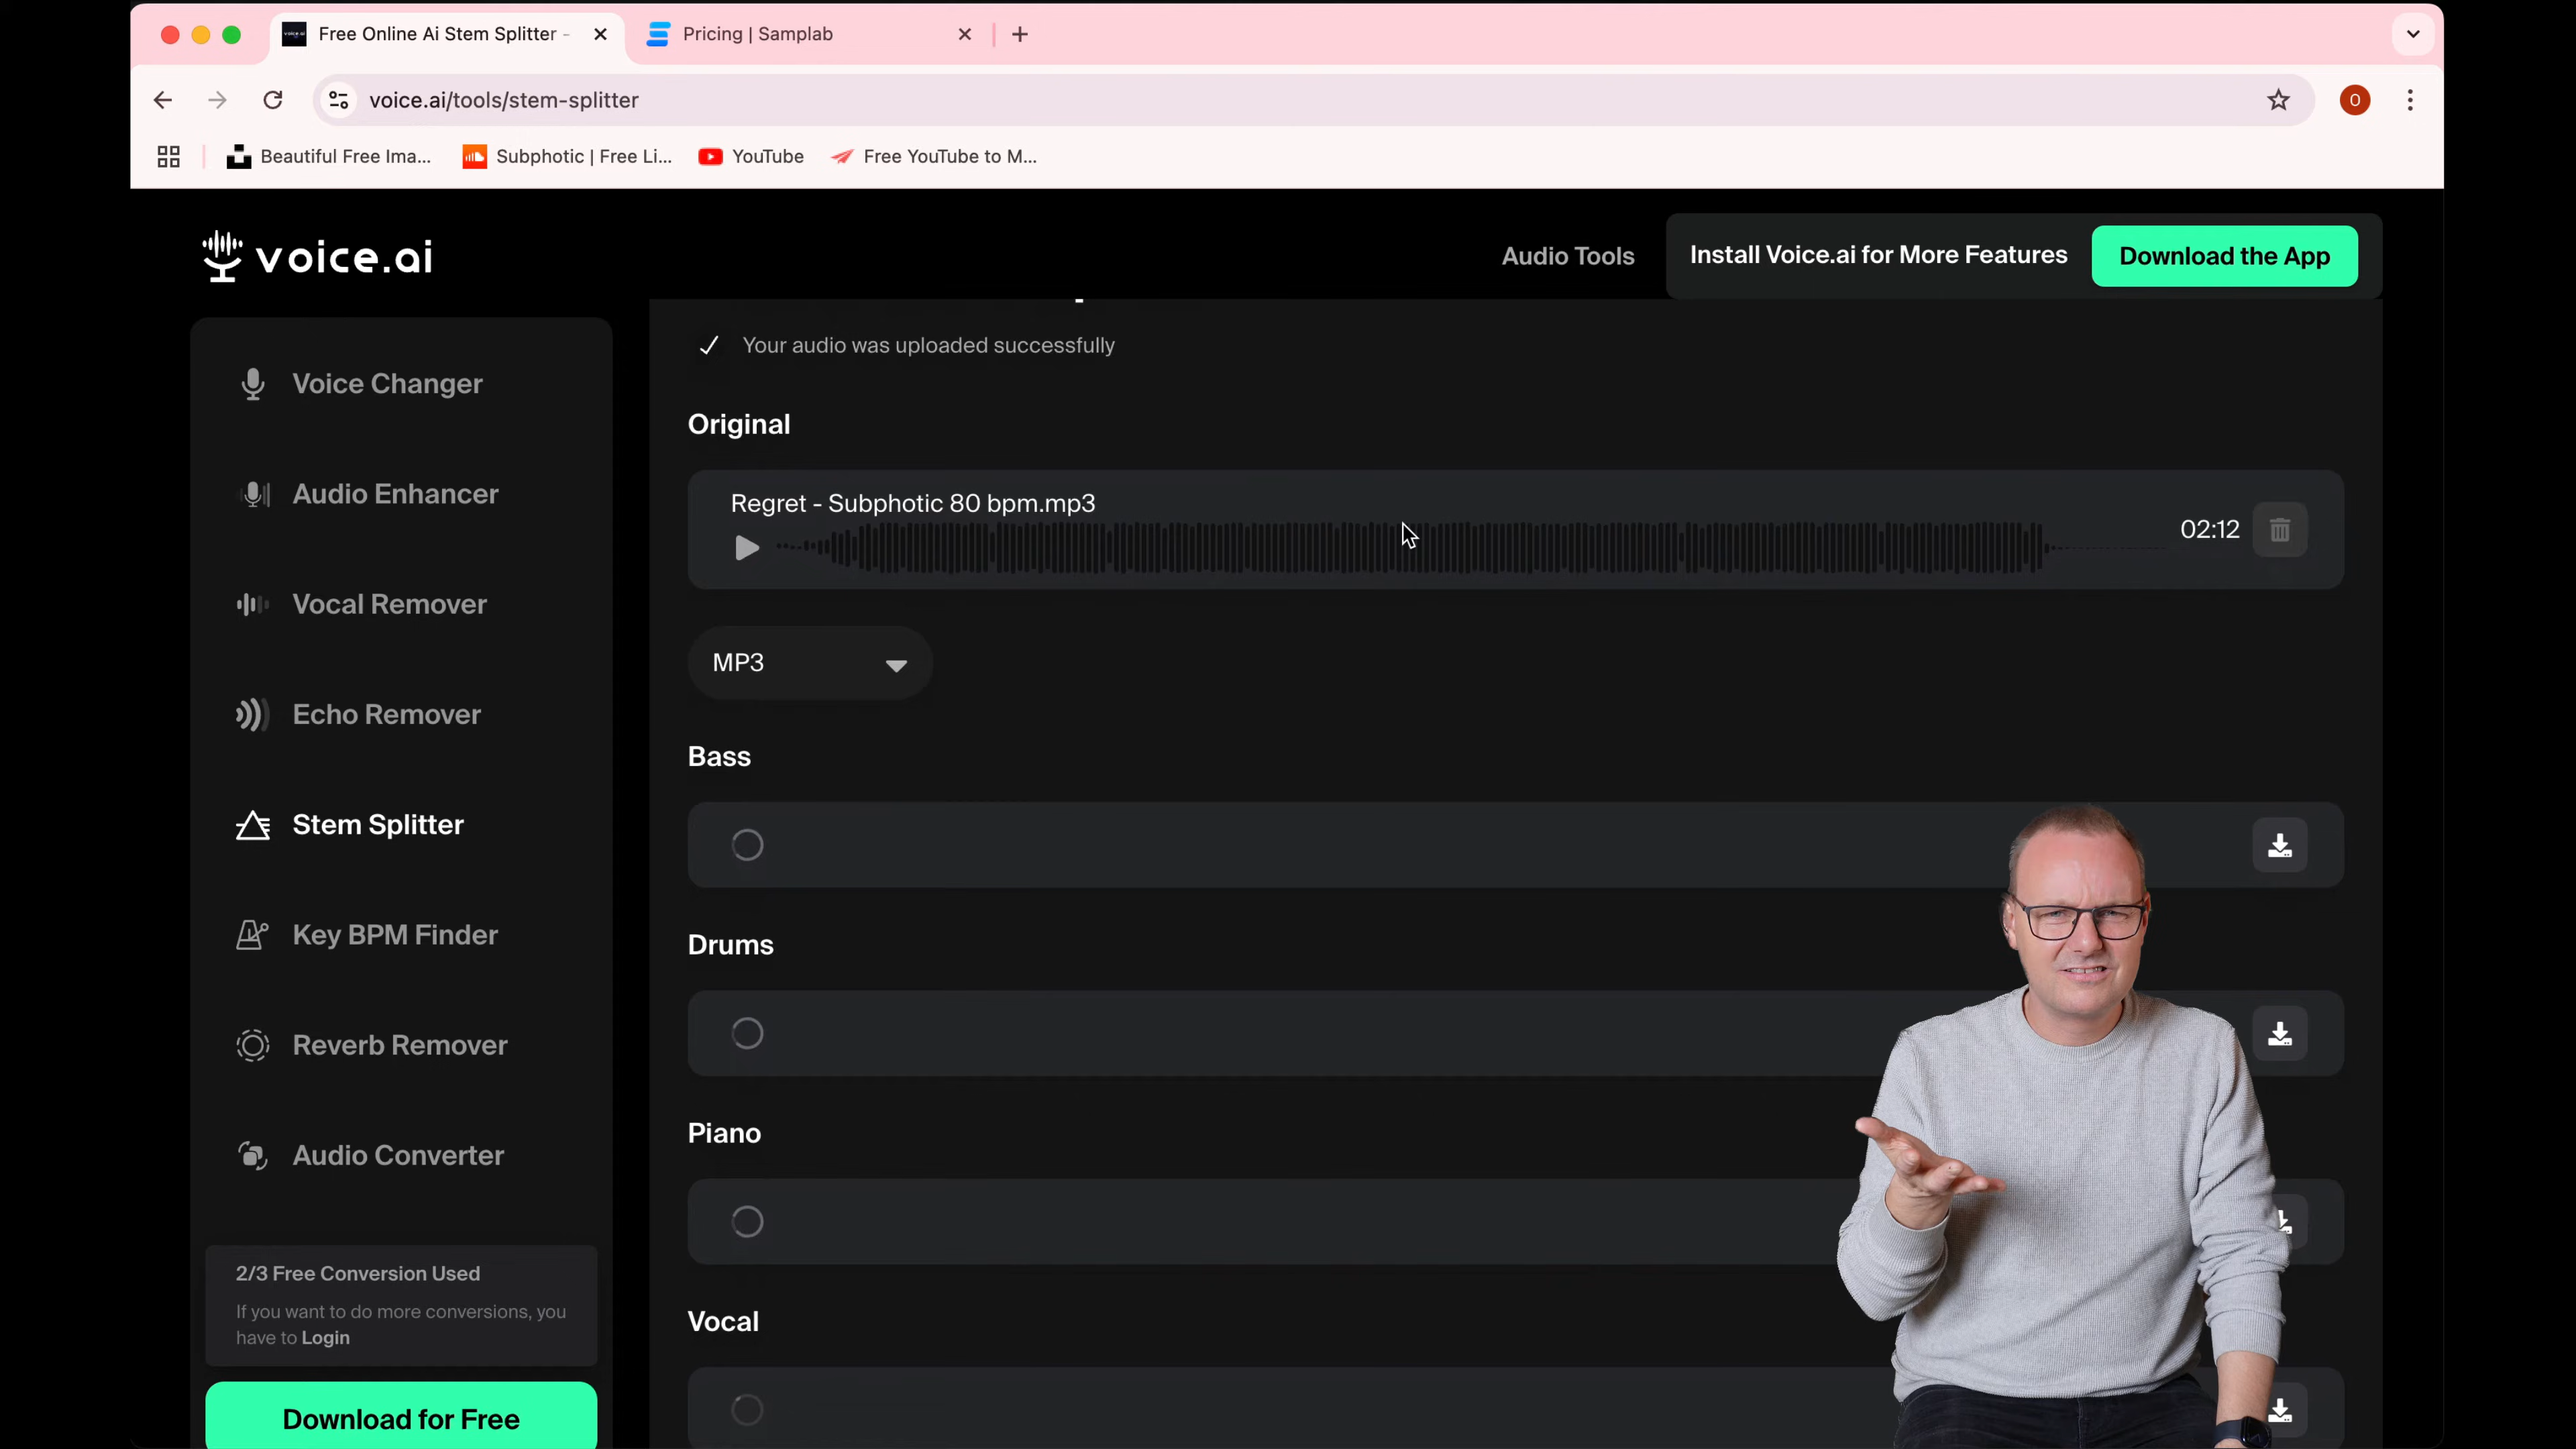 Free Online Ai Stem Splitter -
Pricing | Samplab
voice.ai/tools/stem-splitter
O
Beautiful Free Ima...
Subphotic | Free Li...
YouTube
Free YouTube to M...
voice.ai
Audio Tools
Install Voice.ai for More Features
Download the App
Voice Changer
Audio Enhancer
Vocal Remover
Echo Remover
Stem Splitter
Key BPM Finder
Reverb Remover
Audio Converter
2/3 Free Conversion Used
If you want to do more conversions, you
have to Login
Download for Free
Your audio was uploaded successfully
Original
Regret - Subphotic 80 bpm.mp3
02:12
MP3
Bass
Drums
Piano
Vocal